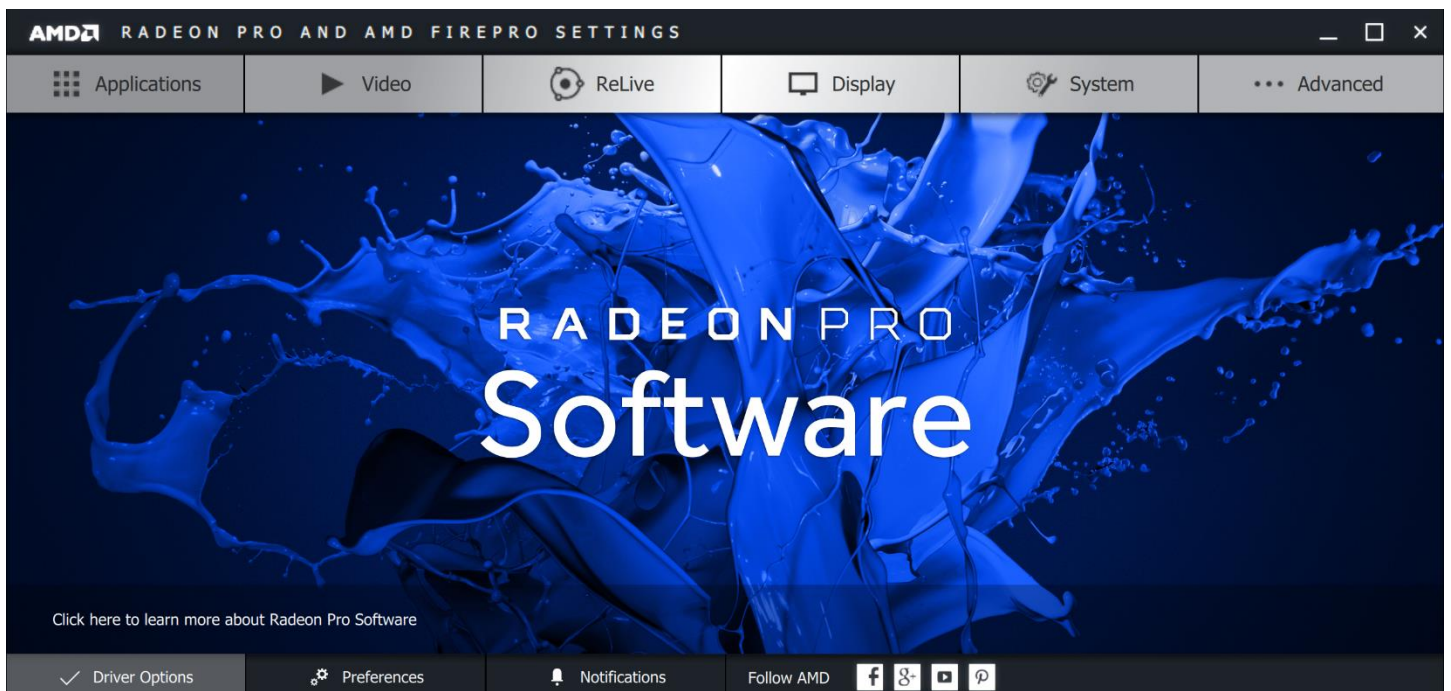 AMD RADEON PRO AND AMD FIREPRO SETTINGS
Applications Video ReLive Display System Advanced
RADEON PRO
Software
Click here to learn more about Radeon Pro Software
Driver Options Preferences Notifications Follow AMD f 8+